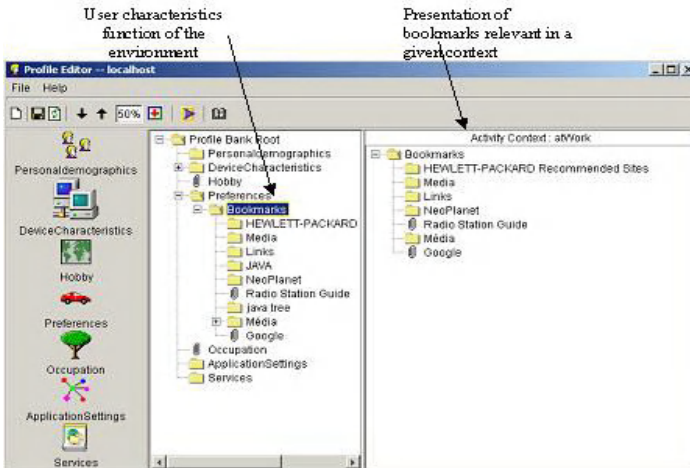 User characteristics
function of the
environment
Presentation of
bookmarks relevant in a
given context
Profile Editor -- localhost
File Help
50%
Personaldemographics
DeviceCharacteristics
Hobby
Preferences
Occupation
ApplicationSettings
Services
Profile Bank Root
Personaldemographics
DeviceCharacteristics
Hobby
Preferences
Bookmarks
HEWLETT-PACKARD
Media
Links
JAVA
NeoPlanet
Radio Station Guide
java tree
Média
Google
Occupation
ApplicationSettings
Services
Activity Context : atWork
Bookmarks
HEWLETT-PACKARD Recommended Sites
Media
Links
NeoPlanet
Radio Station Guide
Média
Google